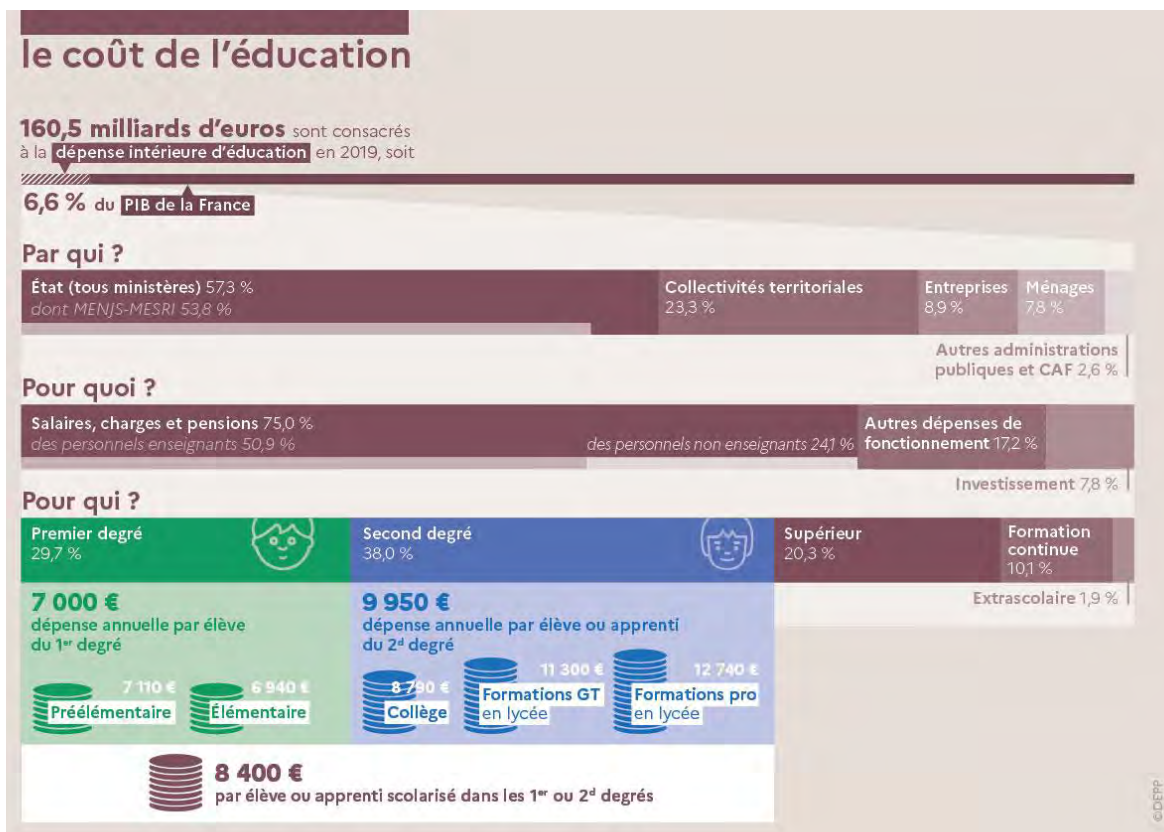 le coût de l'éducation
160,5 milliards d'euros sont consacrés
à la dépense intérieure d'éducation en 2019, soit
6,6 % du PIB de la France
Par qui ?
État (tous ministères) 57,3 %
dont MENJS-MESRI 53,8 %
Collectivités territoriales
23,3 %
Entreprises
8,9 %
Ménages
7,8 %
Autres administrations
publiques et CAF 2,6 %
Pour quoi ?
Salaires, charges et pensions 75,0 %
des personnels enseignants 50,9 %
des personnels non enseignants 24,1 %
Autres dépenses de
fonctionnement 17,2 %
Investissement 7,8 %
Pour qui ?
Premier degré
29,7 %
Second degré
38,0 %
Supérieur
20,3 %
Formation
continue
10,1 %
Extrascolaire 1,9 %
7 000 €
dépense annuelle par élève
du 1er degré
7 110 €
Préélémentaire
6 940 €
Élémentaire
9 950 €
dépense annuelle par élève ou apprenti
du 2d degré
8 790 €
Collège
11 300 €
Formations GT
en lycée
12 740 €
Formations pro
en lycée
8 400 €
par élève ou apprenti scolarisé dans les 1er ou 2d degrés
©DEPP